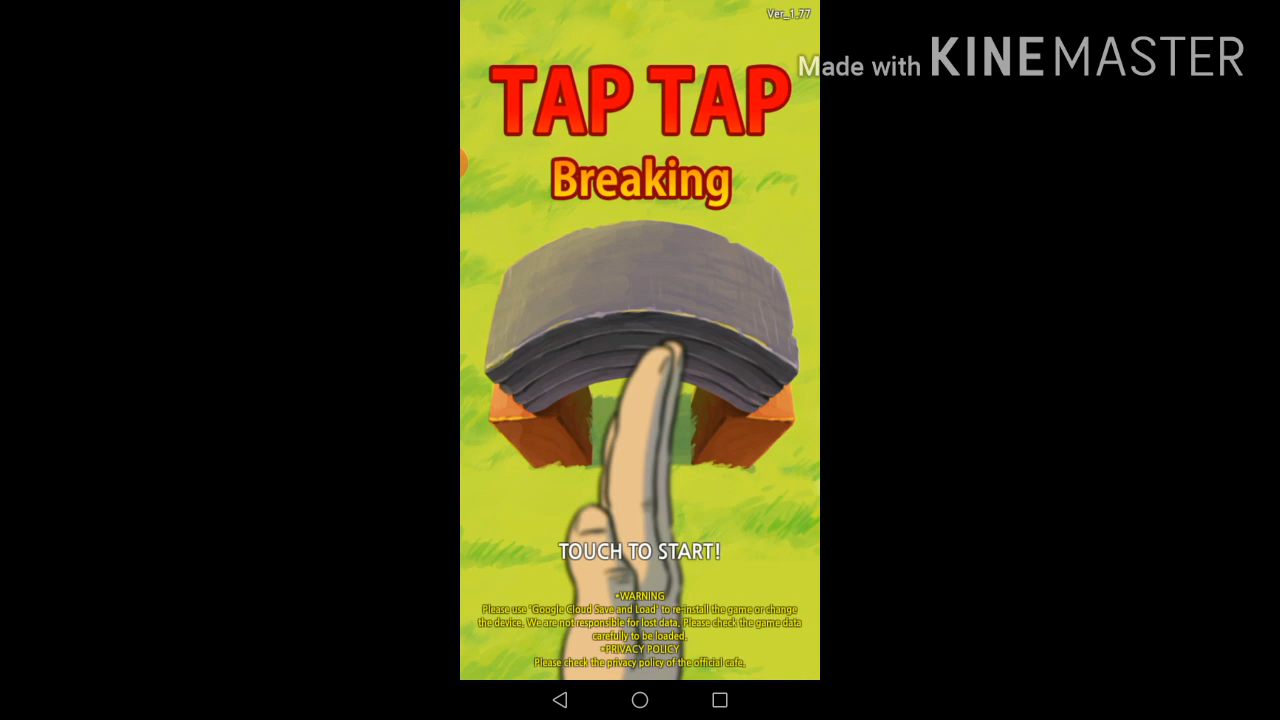 Ver_1.77
Made with KINEMASTER
TAP TAP
Breaking
TOUCH TO START!
*WARNING
Please use 'Google Cloud Save and Load' to re-install the game or change
the device. We are not responsible for lost data. Please check the game data
carefully to be loaded.
*PRIVACY POLICY
Please check the privacy policy of the official cafe.